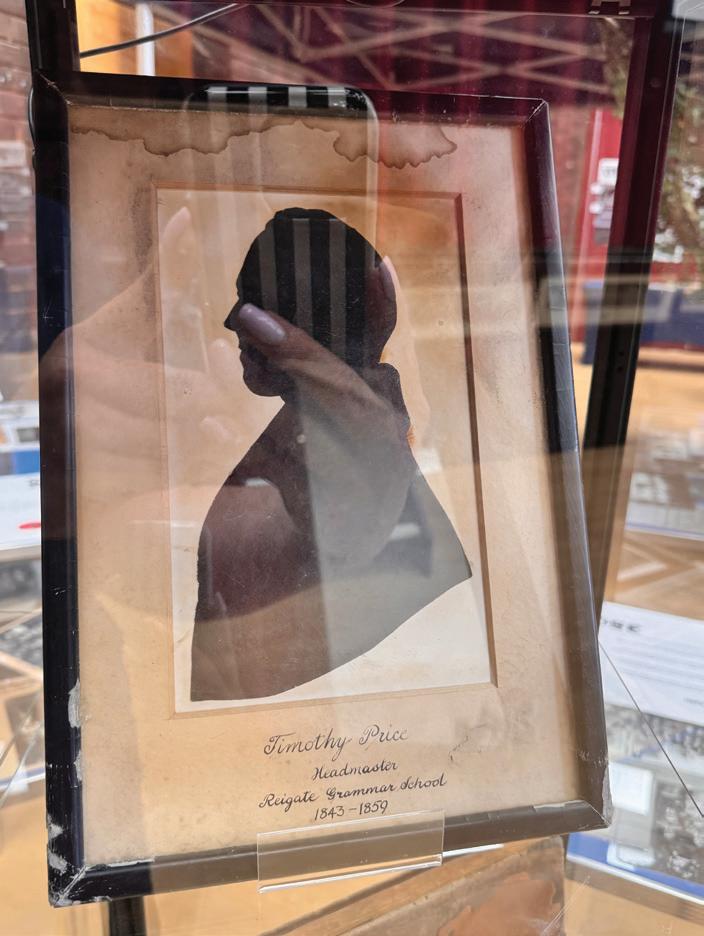 Timothy Price
Headmaster
Reigate Grammar School
1843-1859